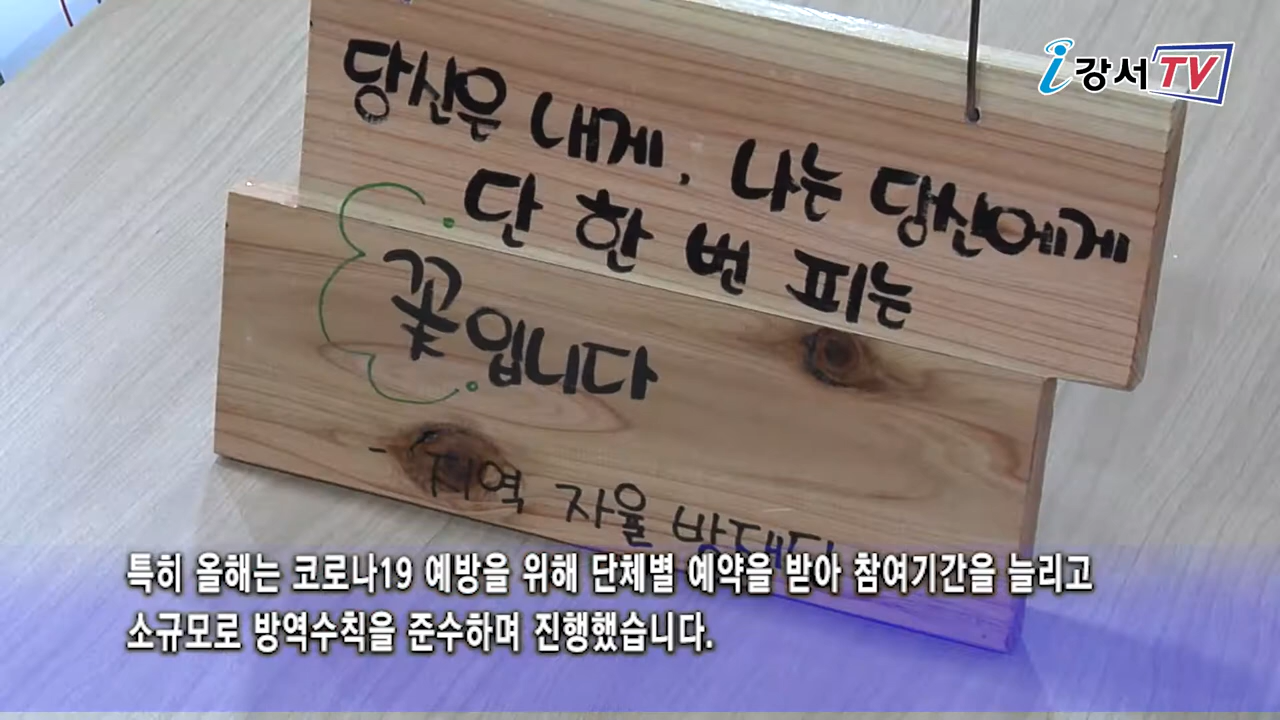 i강서TV
당신은 내게, 나는 당신에게
단 한 번 피는
꽃입니다
- 지역 자율 방재단
특히 올해는 코로나19 예방을 위해 단체별 예약을 받아 참여기간을 늘리고
소규모로 방역수칙을 준수하며 진행했습니다.